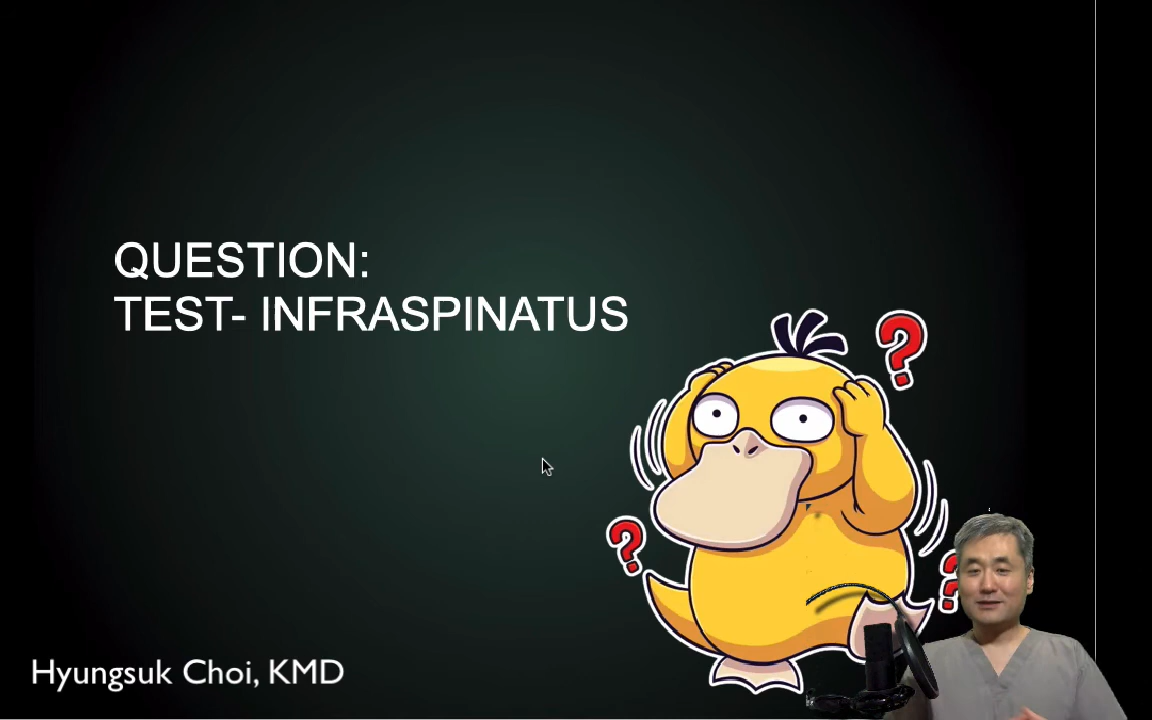 QUESTION:
TEST- INFRASPINATUS
?
?
?
Hyungsuk Choi, KMD